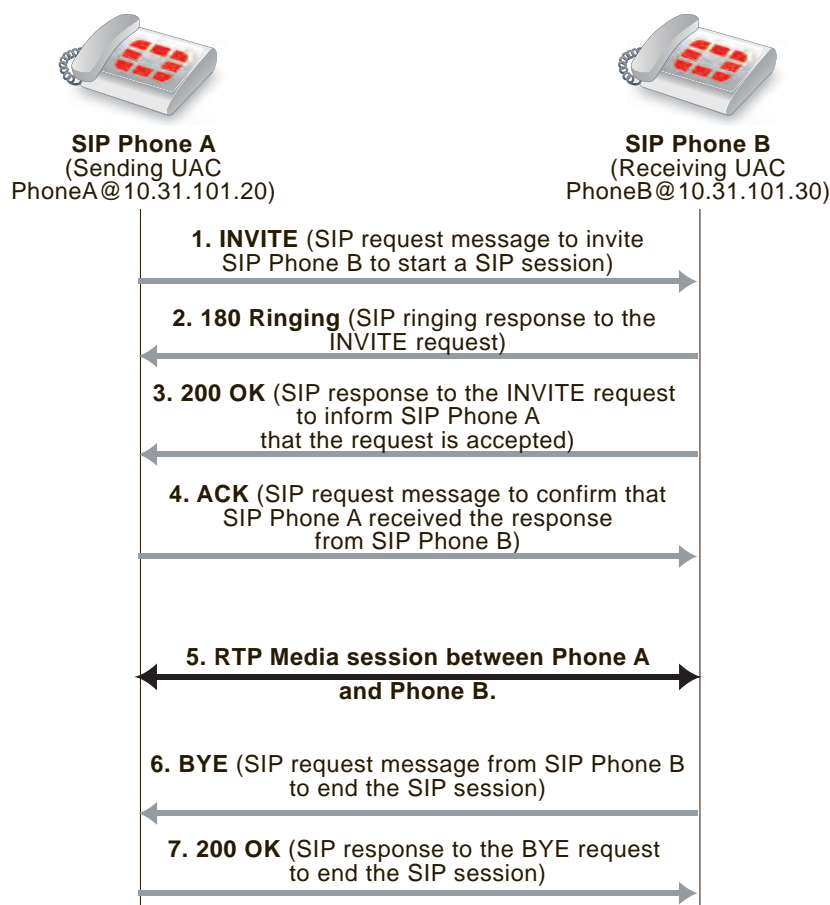 SIP Phone A
(Sending UAC
PhoneA@10.31.101.20)
SIP Phone B
(Receiving UAC
PhoneB@10.31.101.30)
1. INVITE (SIP request message to invite
SIP Phone B to start a SIP session)
2. 180 Ringing (SIP ringing response to the
INVITE request)
3. 200 OK (SIP response to the INVITE request
to inform SIP Phone A
that the request is accepted)
4. ACK (SIP request message to confirm that
SIP Phone A received the response
from SIP Phone B)
5. RTP Media session between Phone A
and Phone B.
6. BYE (SIP request message from SIP Phone B
to end the SIP session)
7. 200 OK (SIP response to the BYE request
to end the SIP session)